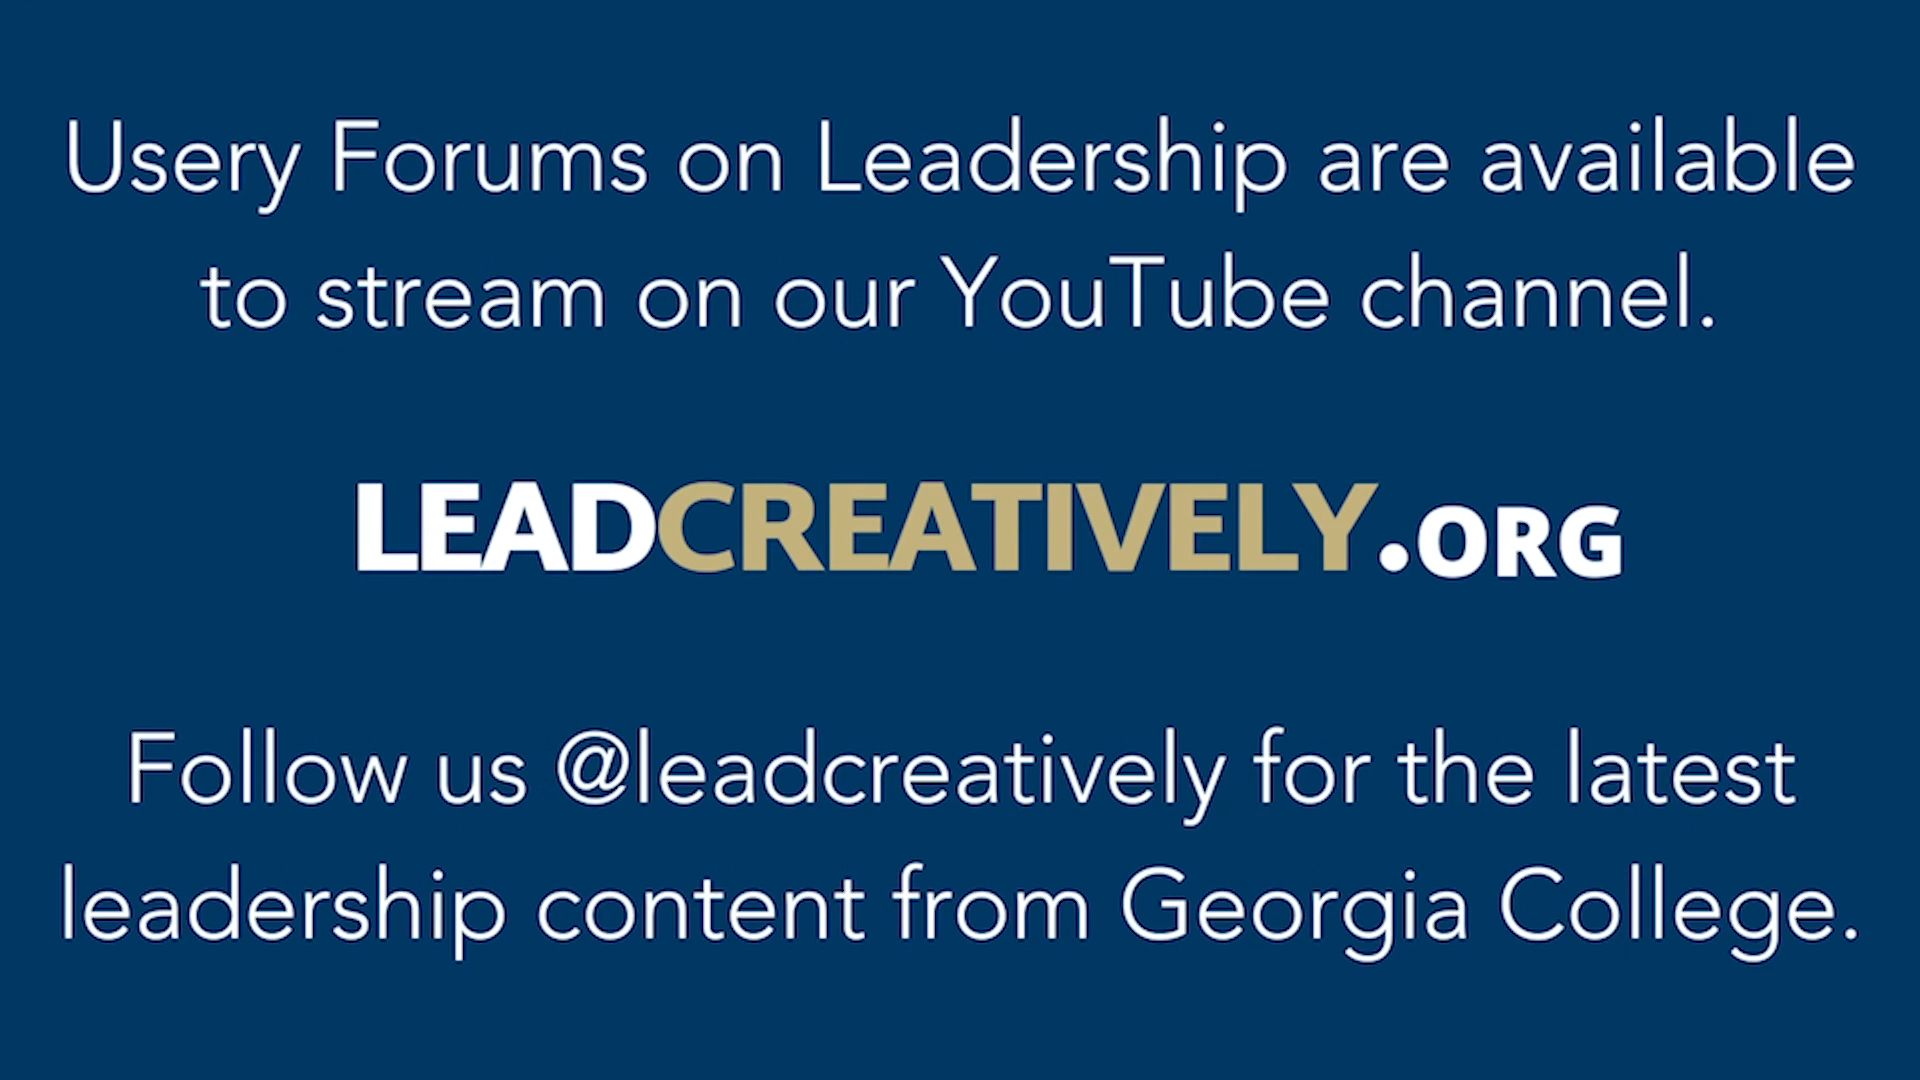 Usery Forums on Leadership are available
to stream on our YouTube channel.
LEADCREATIVELY.ORG
Follow us @leadcreatively for the latest
leadership content from Georgia College.